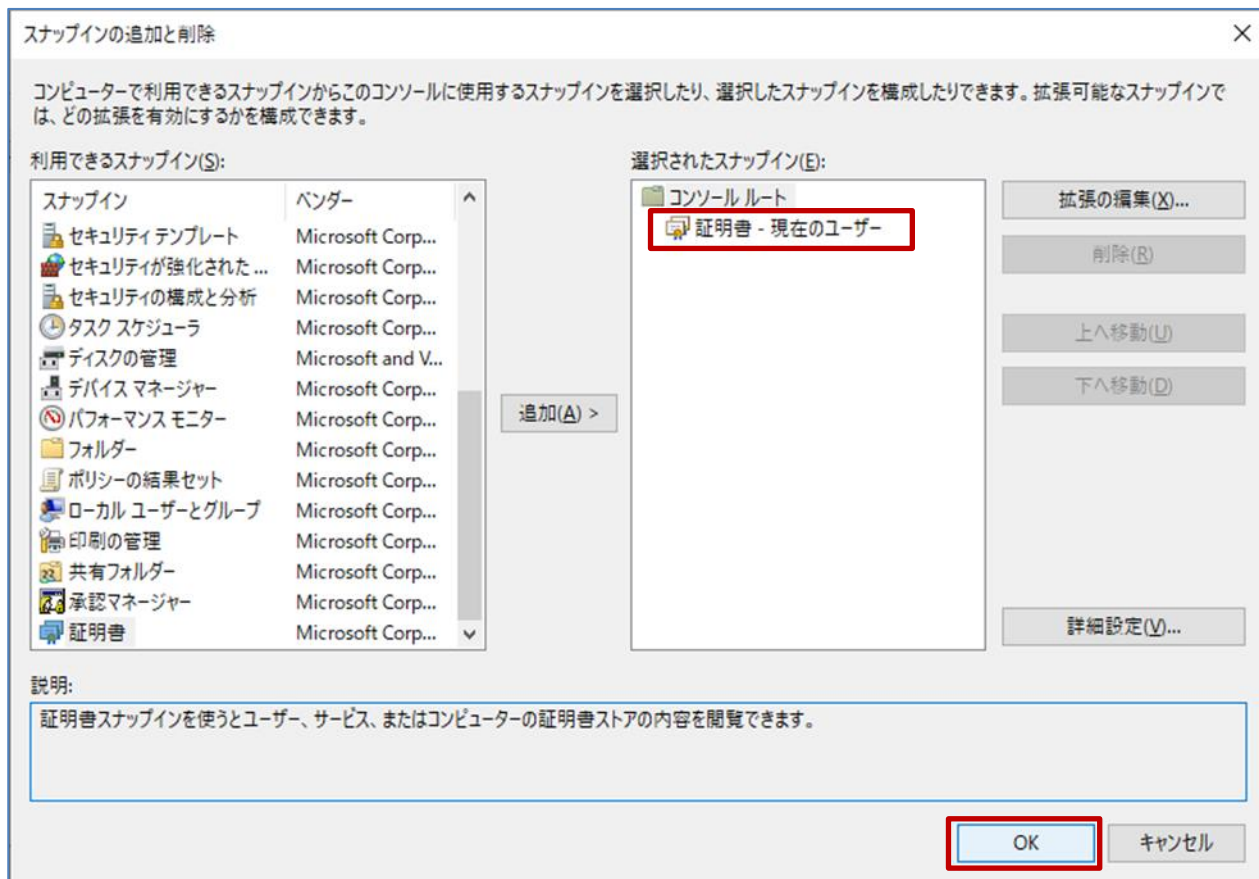 スナップインの追加と削除
コンピューターで利用できるスナップインからこのコンソールに使用するスナップインを選択したり、選択したスナップインを構成したりできます。拡張可能なスナップインで
は、どの拡張を有効にするかを構成できます。
利用できるスナップイン(S):
スナップイン ベンダー
セキュリティ テンプレート Microsoft Corp...
セキュリティが強化された ... Microsoft Corp...
セキュリティの構成と分析 Microsoft Corp...
タスク スケジューラ Microsoft Corp...
ディスクの管理 Microsoft and V...
デバイス マネージャー Microsoft Corp...
パフォーマンス モニター Microsoft Corp...
フォルダー Microsoft Corp...
ポリシーの結果セット Microsoft Corp...
ローカル ユーザーとグループ Microsoft Corp...
印刷の管理 Microsoft Corp...
共有フォルダー Microsoft Corp...
承認マネージャー Microsoft Corp...
証明書 Microsoft Corp...
追加(A) >
選択されたスナップイン(E):
コンソール ルート
証明書 - 現在のユーザー
拡張の編集(X)...
削除(R)
上へ移動(U)
下へ移動(D)
詳細設定(V)...
説明:
証明書スナップインを使うとユーザー、サービス、またはコンピューターの証明書ストアの内容を閲覧できます。
OK
キャンセル